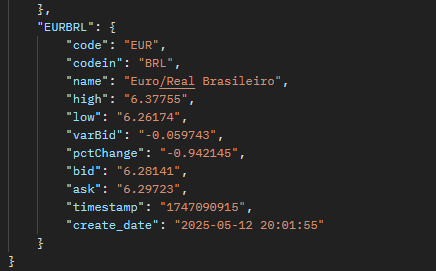 },
"EURBRL": {
"code": "EUR",
"codein": "BRL",
"name": "Euro/Real Brasileiro",
"high": "6.37755",
"low": "6.26174",
"varBid": "-0.059743",
"pctChange": "-0.942145",
"bid": "6.28141",
"ask": "6.29723",
"timestamp": "1747090915",
"create_date": "2025-05-12 20:01:55"
}
}